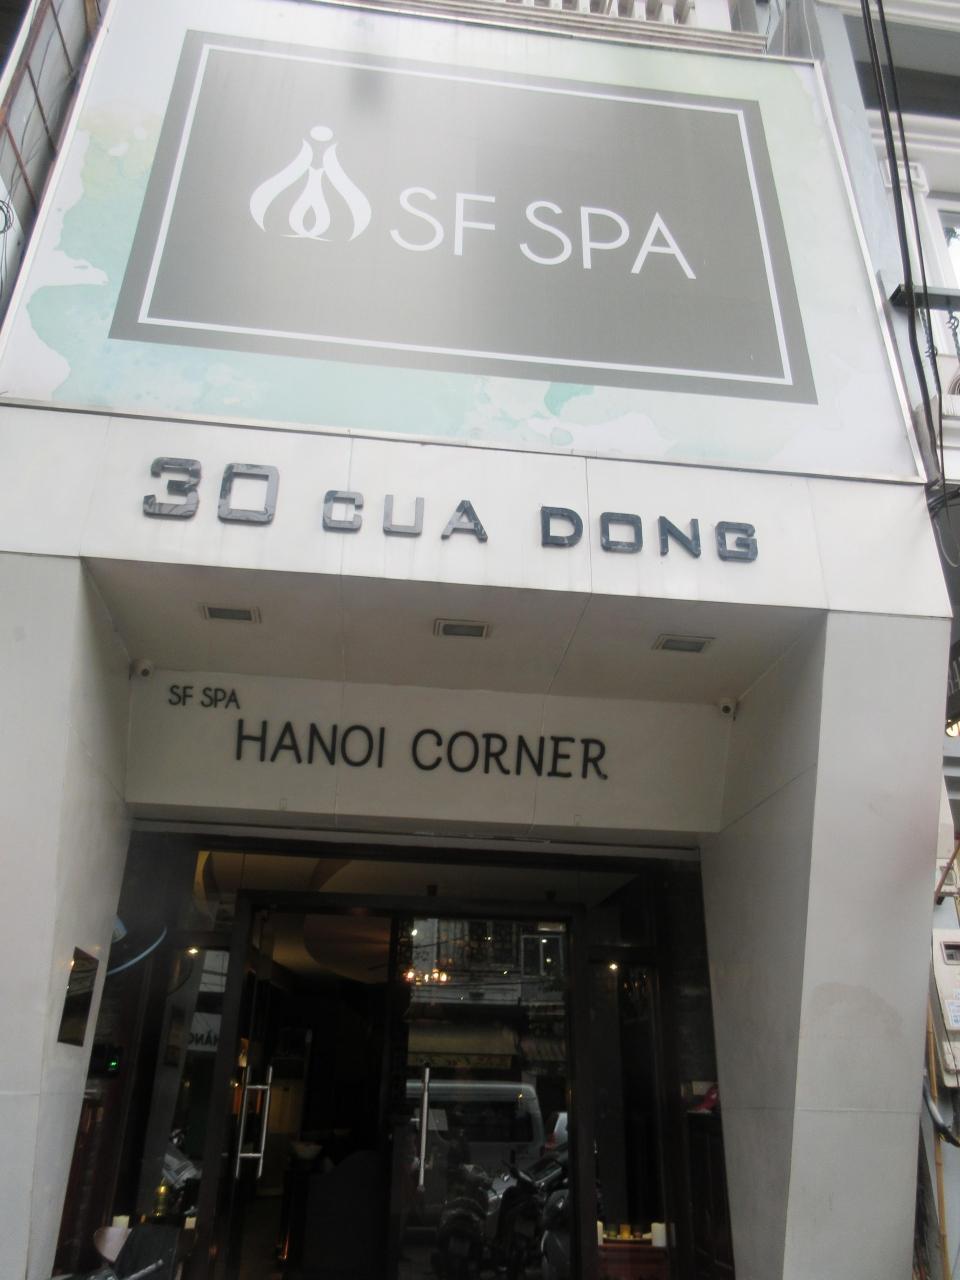 SF SPA
30 CUA DONG
SF SPA
HANOI CORNER